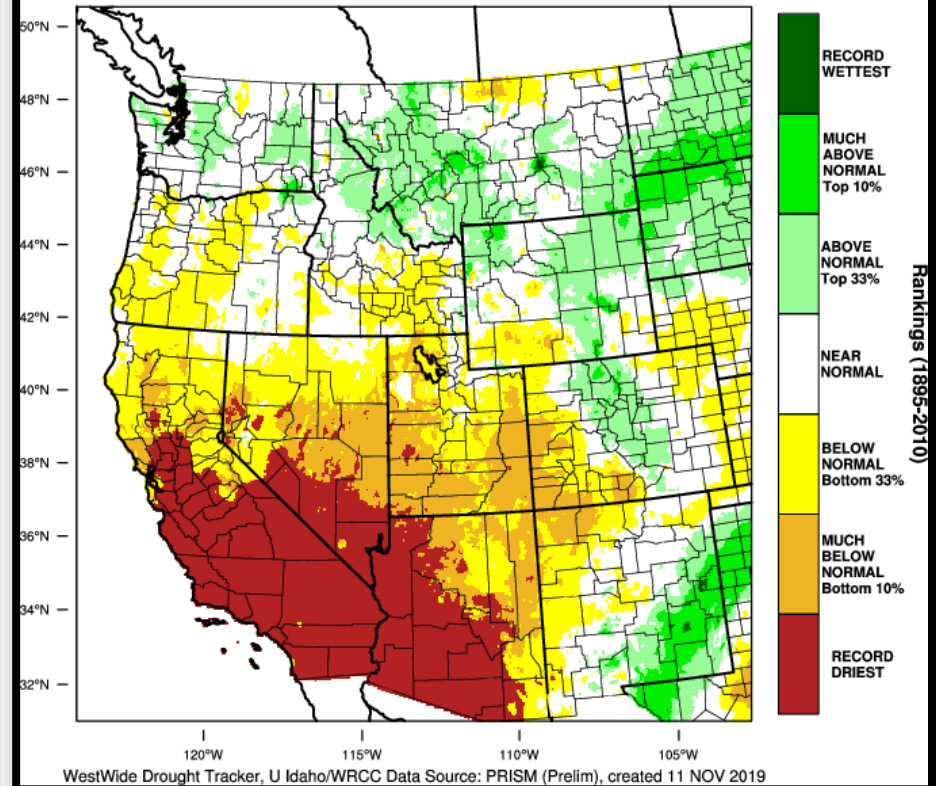 50°N
48°N
46°N
44°N
42°N
40°N
38°N
36°N
34°N
32°N
120°W
115°W
110°W
105°W
RECORD
WETTEST
MUCH
ABOVE
NORMAL
Top 10%
ABOVE
NORMAL
Top 33%
NEAR
NORMAL
BELOW
NORMAL
Bottom 33%
MUCH
BELOW
NORMAL
Bottom 10%
RECORD
DRIEST
Rankings (1895-2010)
WestWide Drought Tracker, U Idaho/WRCC Data Source: PRISM (Prelim), created 11 NOV 2019